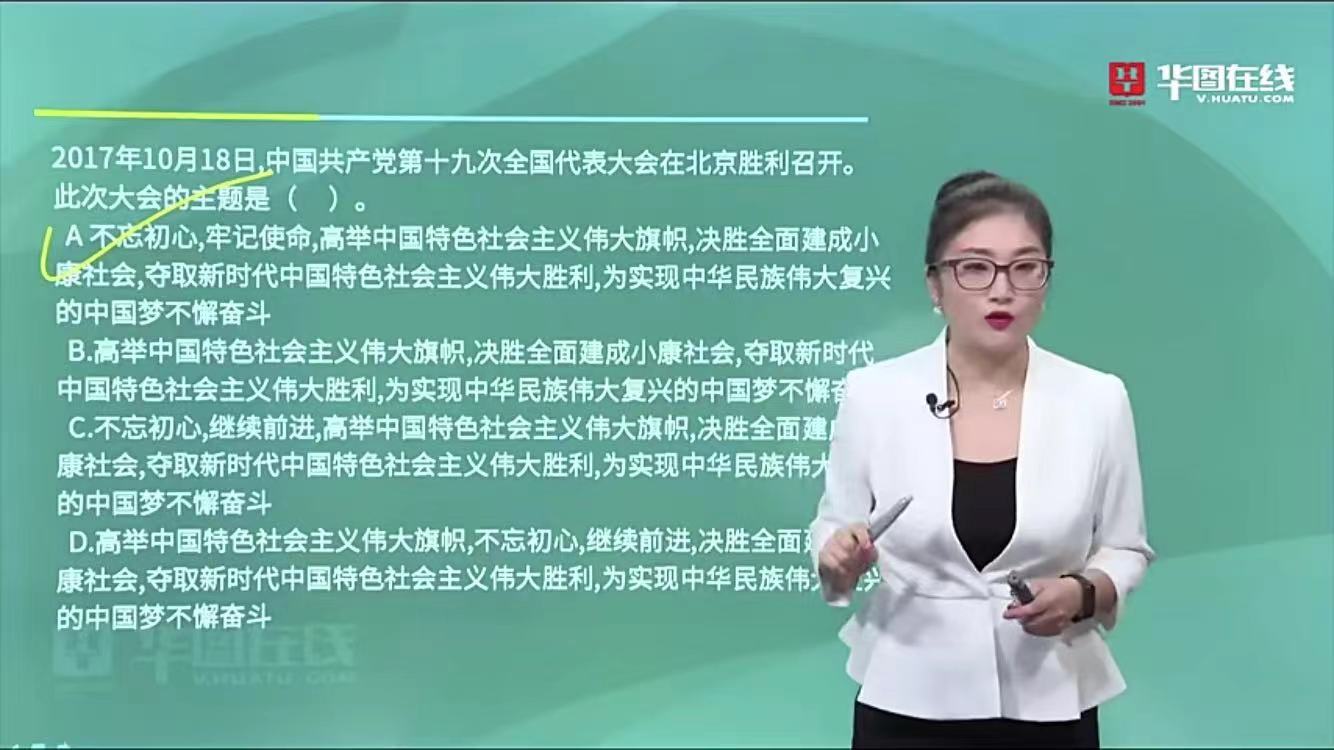 华图在线
V.HUATU.COM
2017年10月18日,中国共产党第十九次全国代表大会在北京胜利召开。
此次大会的主题是（ ）。
A 不忘初心,牢记使命,高举中国特色社会主义伟大旗帜,决胜全面建成小
康社会,夺取新时代中国特色社会主义伟大胜利,为实现中华民族伟大复兴
的中国梦不懈奋斗
B.高举中国特色社会主义伟大旗帜,决胜全面建成小康社会,夺取新时代
中国特色社会主义伟大胜利,为实现中华民族伟大复兴的中国梦不懈奋
C.不忘初心,继续前进,高举中国特色社会主义伟大旗帜,决胜全面建
康社会,夺取新时代中国特色社会主义伟大胜利,为实现中华民族伟大
的中国梦不懈奋斗
D.高举中国特色社会主义伟大旗帜,不忘初心,继续前进,决胜全面建
康社会,夺取新时代中国特色社会主义伟大胜利,为实现中华民族伟大复兴
的中国梦不懈奋斗
华图在线
V.HUATU.COM